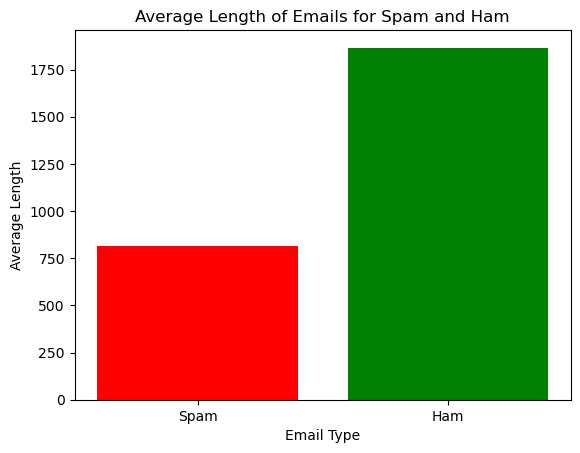 Average Length of Emails for Spam and Ham
1750
1500
1250
1000
750
500
250
0
Average Length
Spam Ham
Email Type